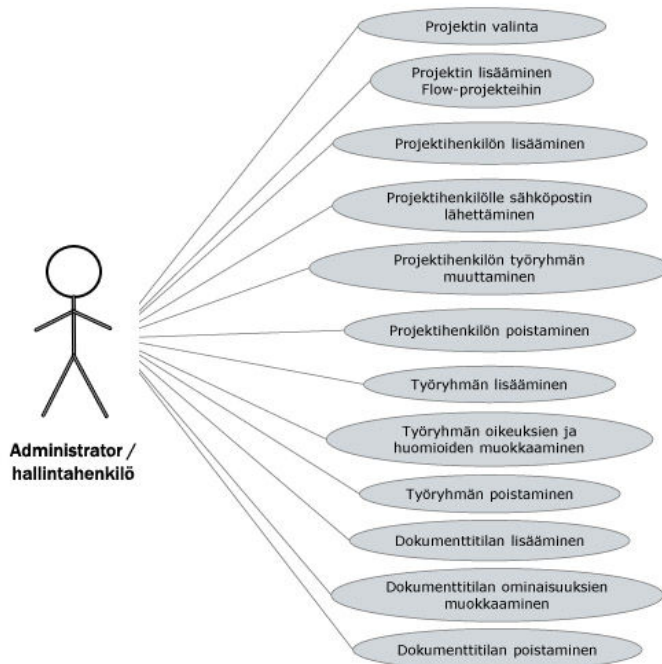 Projektin valinta
Projektin lisääminen
Flow-projekteihin
Projektihenkilön lisääminen
Projektihenkilölle sähköpostin
lähettäminen
Projektihenkilön työryhmän
muuttaminen
Projektihenkilön poistaminen
Työryhmän lisääminen
Työryhmän oikeuksien ja
huomioiden muokkaaminen
Työryhmän poistaminen
Dokumenttitilan lisääminen
Dokumenttitilan ominaisuuksien
muokkaaminen
Dokumenttitilan poistaminen
Administrator /
hallintahenkilö